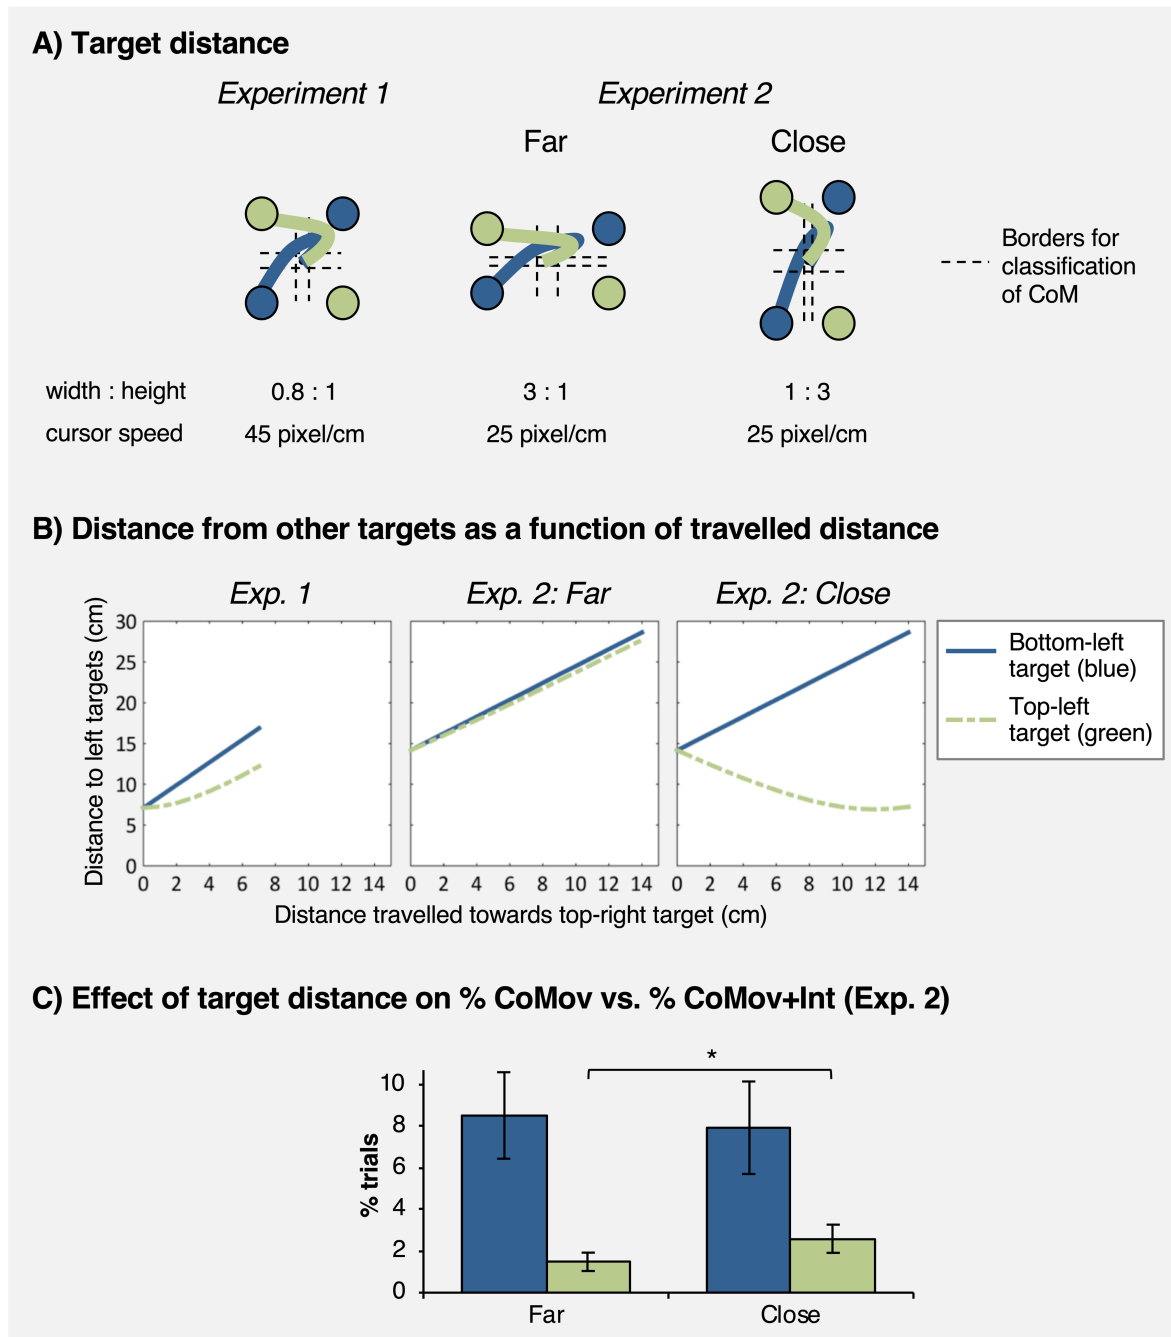 A) Target distance
Experiment 1
Experiment 2
Far
Close
Borders for
classification
of CoM
width : height
0.8 : 1
3 : 1
1 : 3
cursor speed
45 pixel/cm
25 pixel/cm
25 pixel/cm
B) Distance from other targets as a function of travelled distance
Exp. 1
Exp. 2: Far
Exp. 2: Close
Distance to left targets (cm)
30
25
20
15
10
5
0
0 2 4 6 8 10 12 14
0 2 4 6 8 10 12 14
0 2 4 6 8 10 12 14
Distance travelled towards top-right target (cm)
Bottom-left
target (blue)
Top-left
target (green)
C) Effect of target distance on % CoMov vs. % CoMov+Int (Exp. 2)
*
% trials
10
8
6
4
2
0
Far
Close